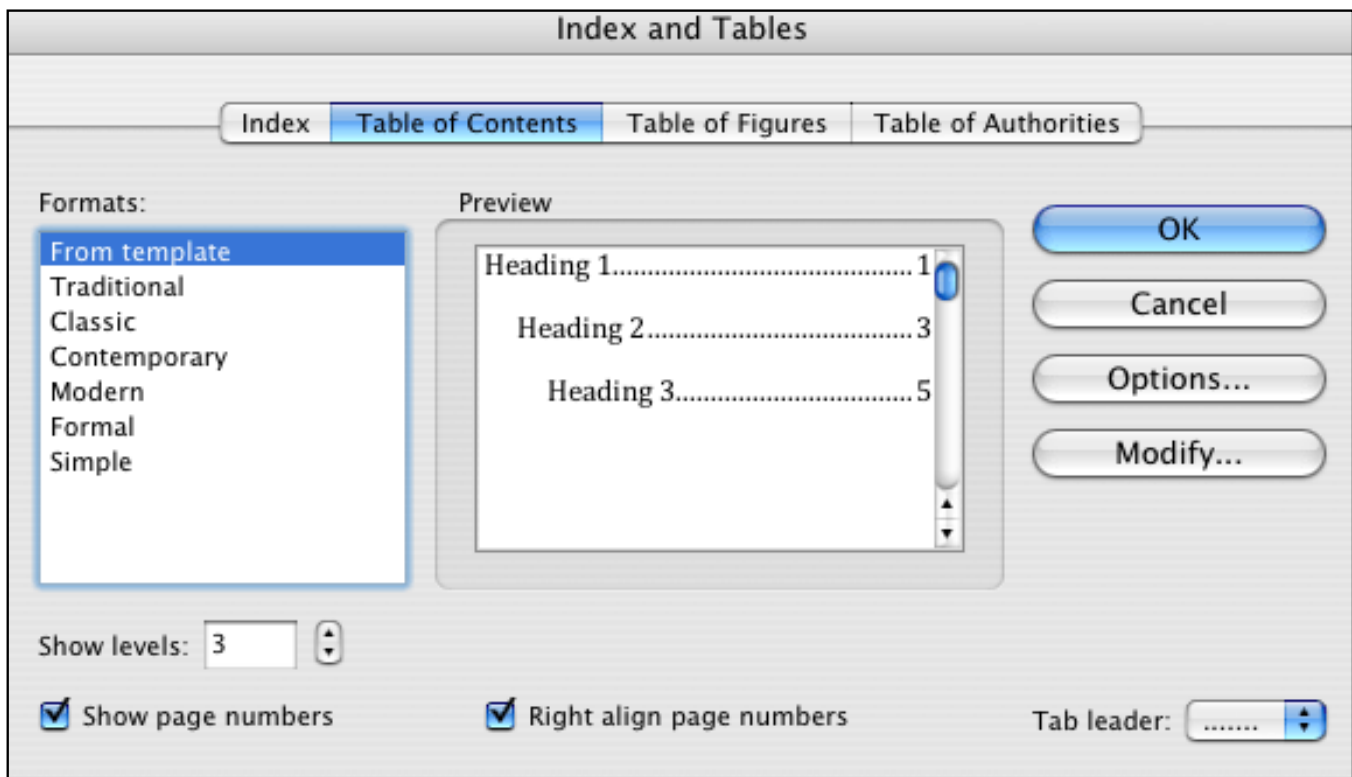 Index and Tables
Index Table of Contents Table of Figures Table of Authorities
Formats:
From template
Traditional
Classic
Contemporary
Modern
Formal
Simple
Preview
Heading 1.......................................... 1
Heading 2..................................... 3
Heading 3................................. 5
OK
Cancel
Options...
Modify...
Show levels: 3
Show page numbers
Right align page numbers
Tab leader: .......